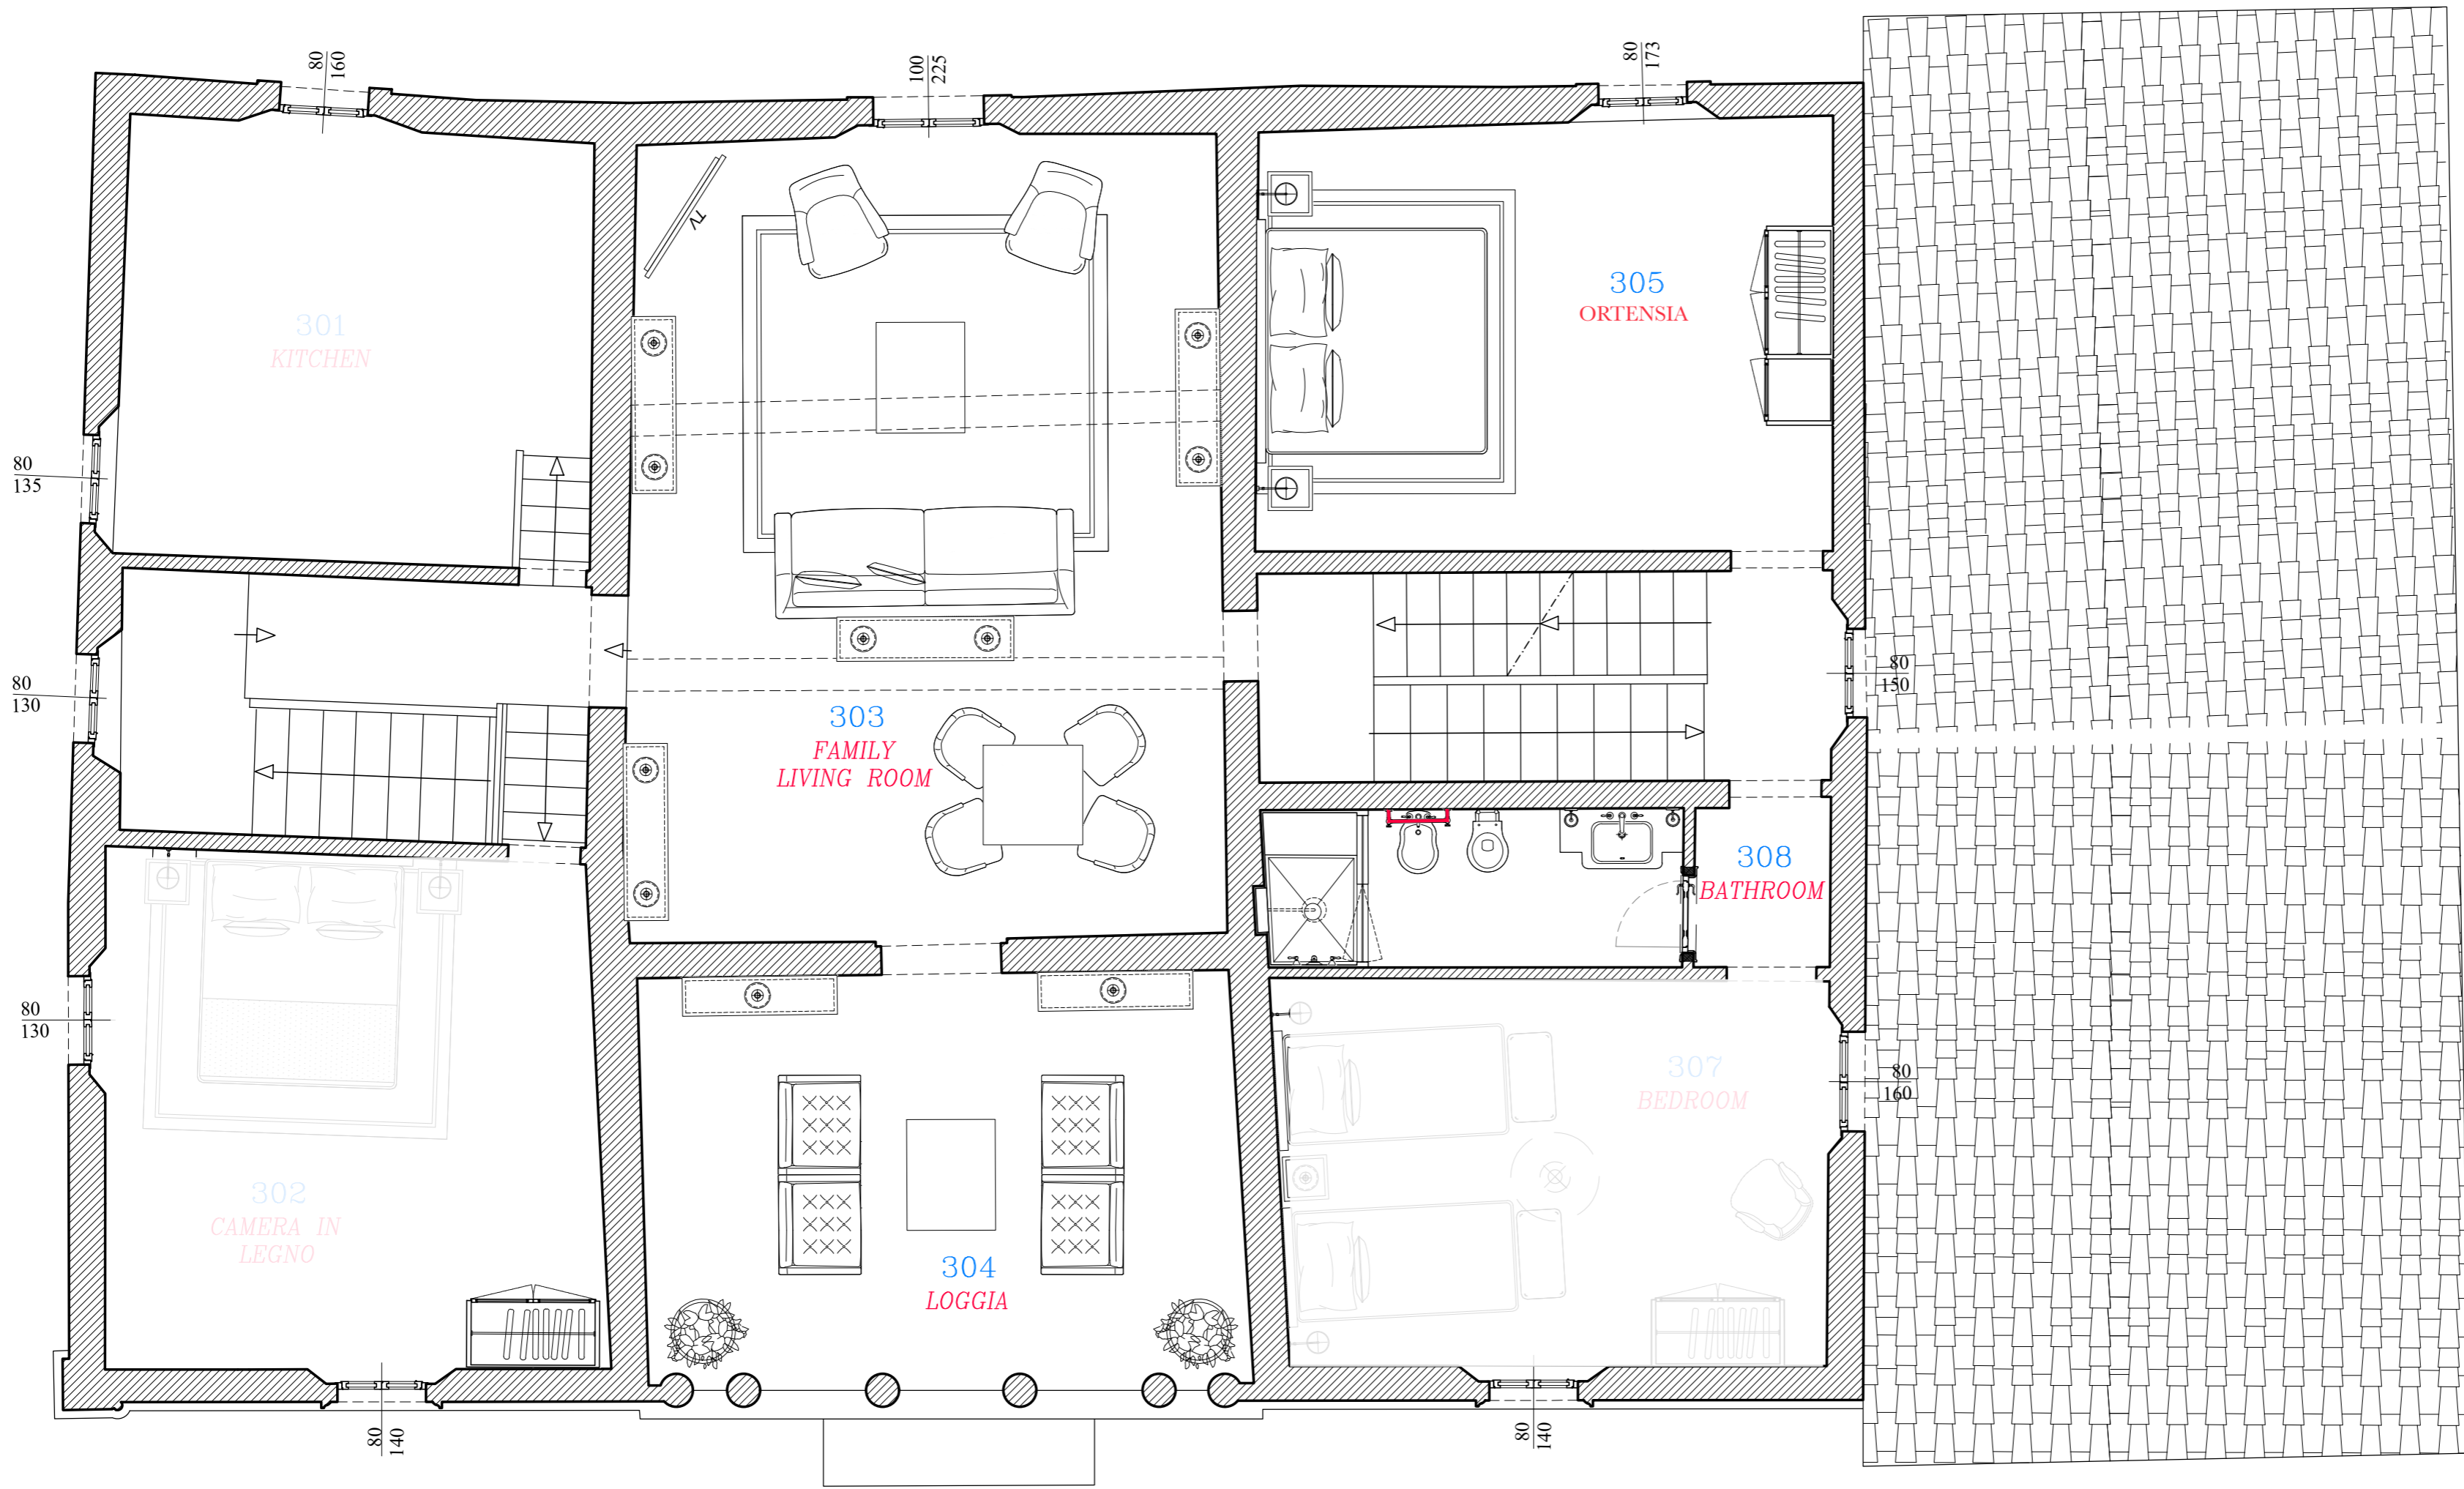 80
160
100
225
80
173
TV
301
KITCHEN
305
ORTENSIA
80
135
80
130
80
150
303
FAMILY
LIVING ROOM
308
BATHROOM
80
130
80
160
307
BEDROOM
302
CAMERA IN
LEGNO
304
LOGGIA
80
140
80
140